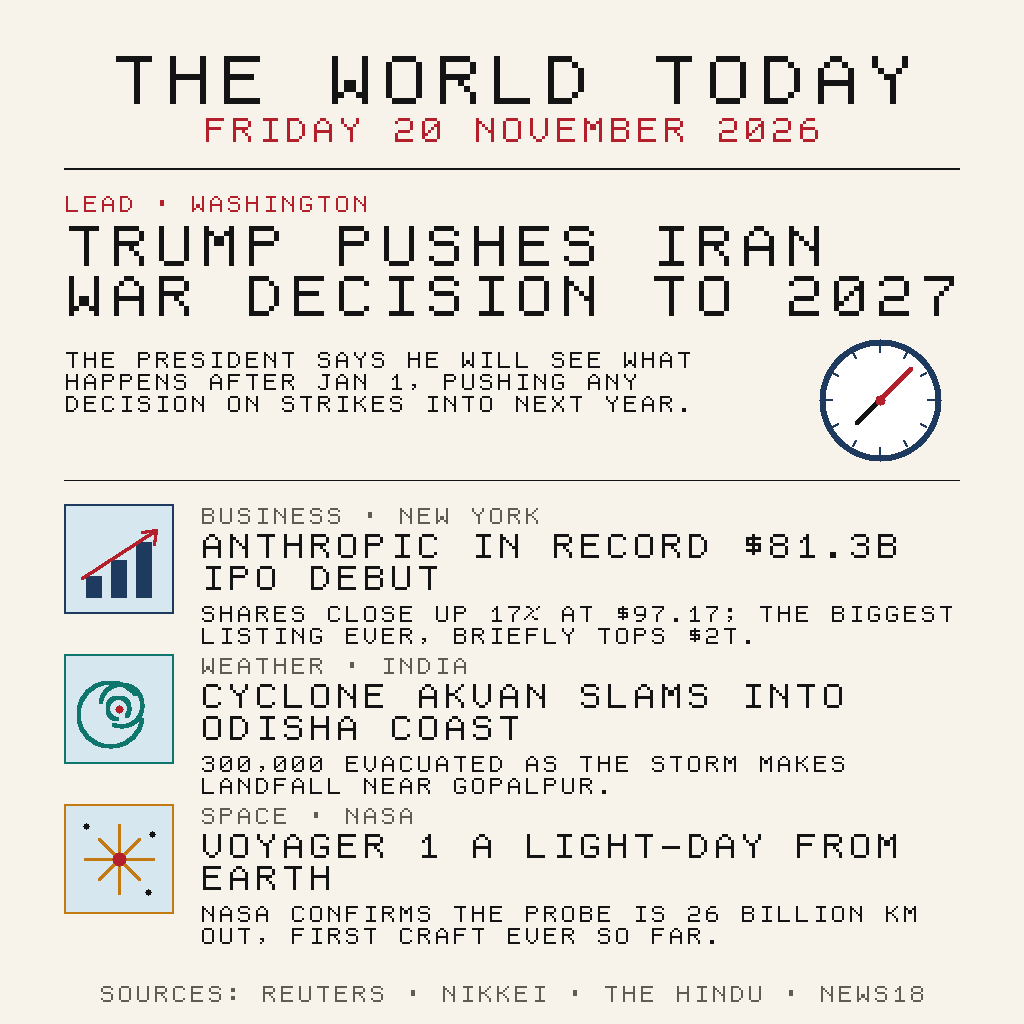 THE WORLD TODAY
FRIDAY 20 NOVEMBER 2026
LEAD · WASHINGTON
TRUMP PUSHES IRAN
WAR DECISION TO 2027
THE PRESIDENT SAYS HE WILL SEE WHAT
HAPPENS AFTER JAN 1, PUSHING ANY
DECISION ON STRIKES INTO NEXT YEAR.
BUSINESS · NEW YORK
ANTHROPIC IN RECORD $81.3B
IPO DEBUT
SHARES CLOSE UP 17% AT $97.17; THE BIGGEST
LISTING EVER, BRIEFLY TOPS $2T.
WEATHER · INDIA
CYCLONE AKVAN SLAMS INTO
ODISHA COAST
300,000 EVACUATED AS THE STORM MAKES
LANDFALL NEAR GOPALPUR.
SPACE · NASA
VOYAGER 1 A LIGHT-DAY FROM
EARTH
NASA CONFIRMS THE PROBE IS 26 BILLION KM
OUT, FIRST CRAFT EVER SO FAR.
SOURCES: REUTERS · NIKKEI · THE HINDU · NEWS18